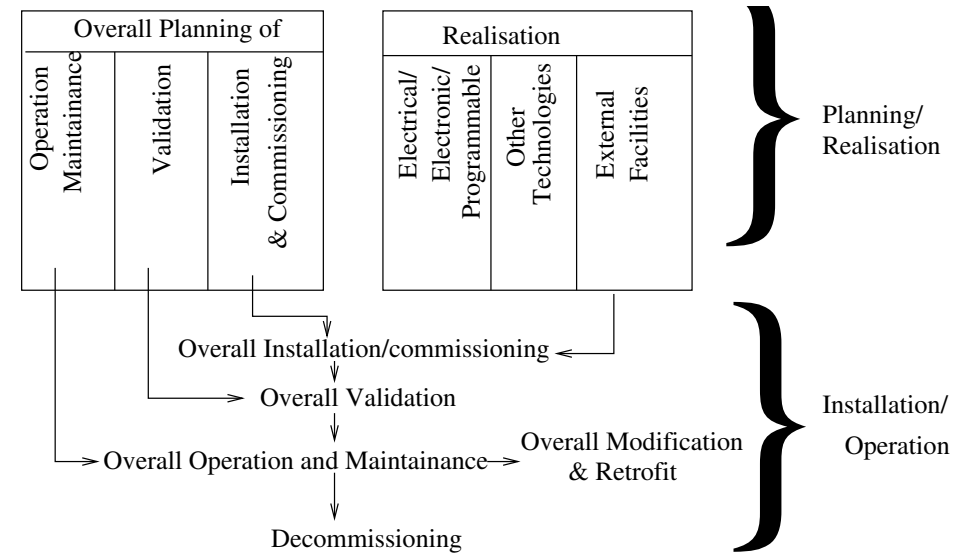 Overall Planning of
Operation
Maintainance
Validation
Installation
& Commissioning
Realisation
Electrical/
Electronic/
Programmable
Other
Technologies
External
Facilities
Planning/
Realisation
Overall Installation/commissioning
Overall Validation
Overall Operation and Maintainance
Overall Modification
& Retrofit
Decommissioning
Installation/
Operation